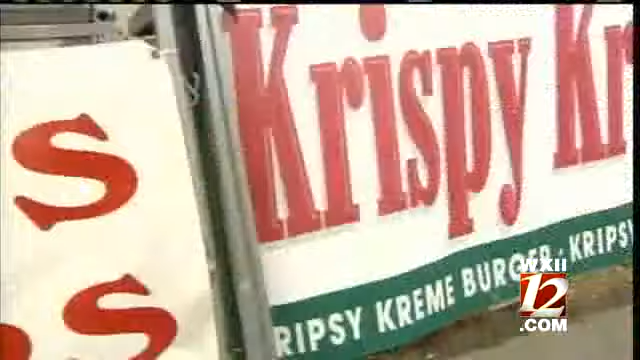 S
S
Krispy Kr
RIPSY KREME BURGER · KRIPSY
WXII
12
.COM